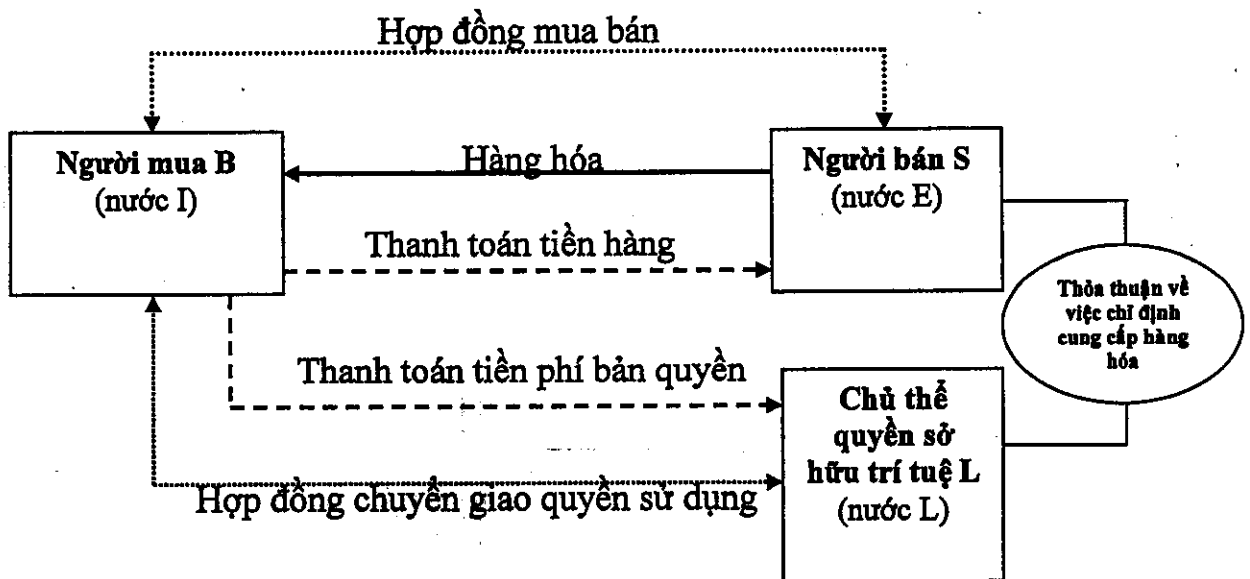 Hợp đồng mua bán
Người mua B
(nước I)
Hàng hóa
Người bán S
(nước E)
Thanh toán tiền hàng
Thỏa thuận về
việc chỉ định
cung cấp hàng
hóa
Thanh toán tiền phí bản quyền
Chủ thể
quyền sở
hữu trí tuệ L
(nước L)
Hợp đồng chuyển giao quyền sử dụng